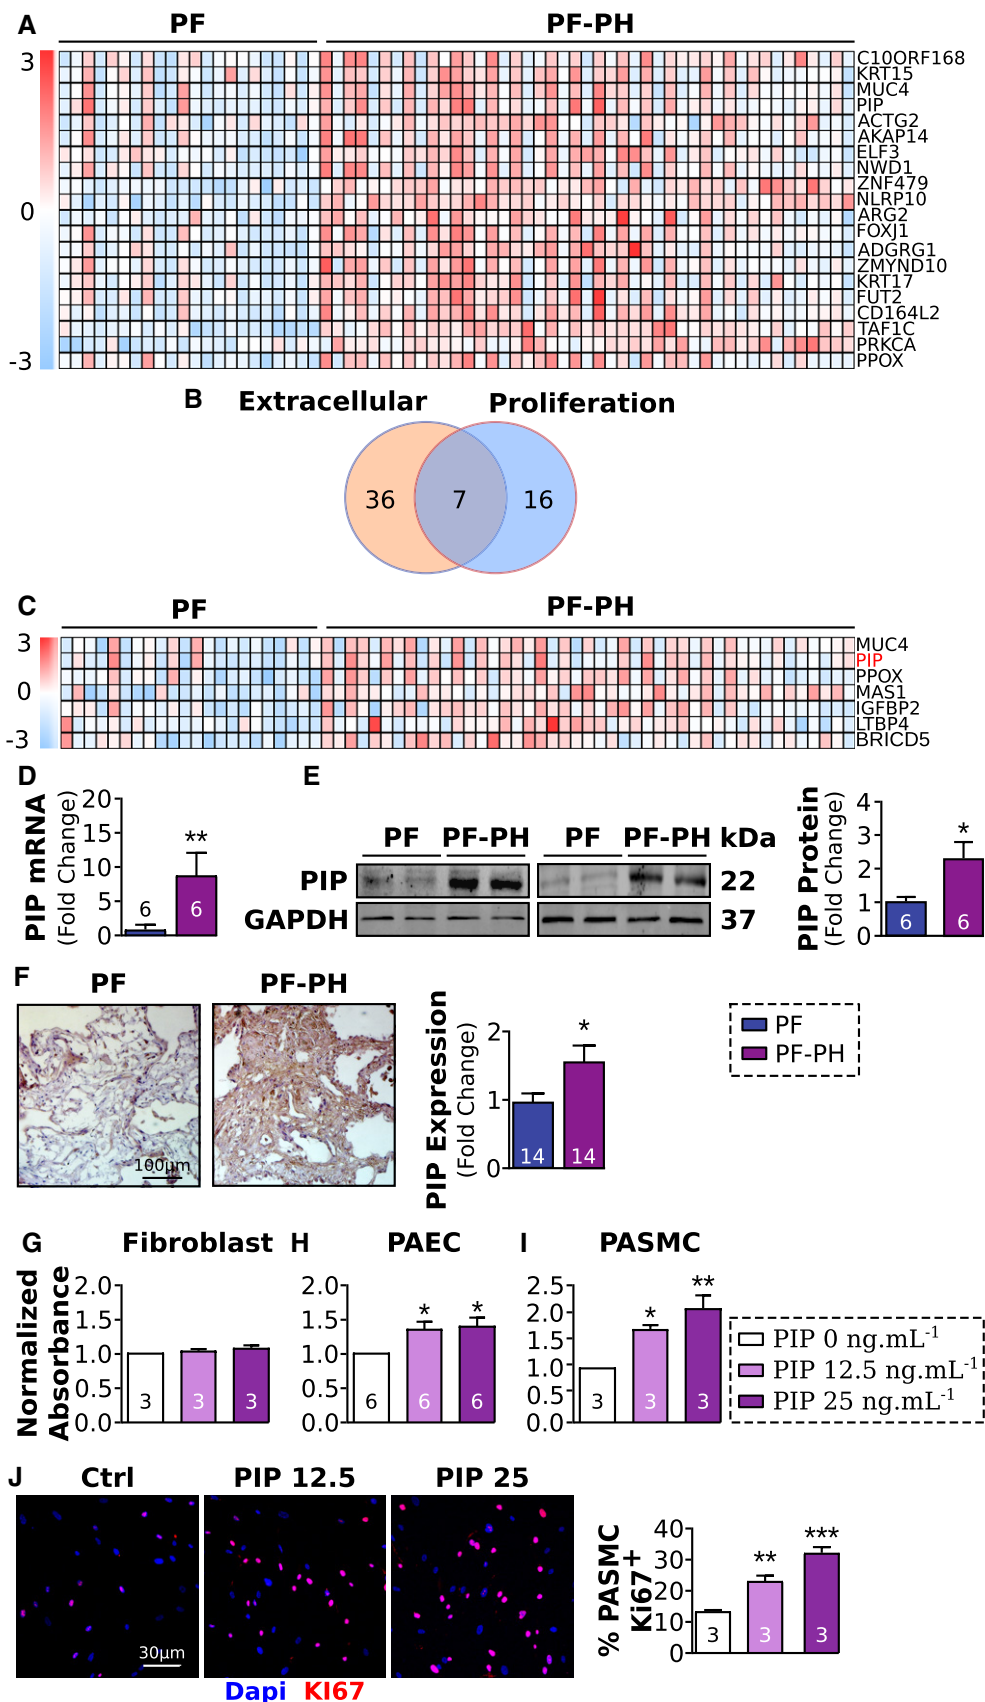 A
PF
PF-PH
3
0
-3
C10ORF168
KRT15
MUC4
PIP
ACTG2
AKAP14
ELF3
NWD1
ZNF479
NLRP10
ARG2
FOXJ1
ADGRG1
ZMYND10
KRT17
FUT2
CD164L2
TAF1C
PRKCA
PPOX
B
Extracellular
Proliferation
36
7
16
C
PF
PF-PH
3
0
-3
MUC4
PIP
PPOX
MAS1
IGFBP2
LTBP4
BRICD5
D
PIP mRNA
(Fold Change)
20
15
10
5
0
6
**
6
E
PF
PF-PH
PF
PF-PH
kDa
PIP
22
GAPDH
37
PIP Protein
(Fold Change)
4
3
2
1
0
6
*
6
F
PF
PF-PH
100µm
PIP Expression
(Fold Change)
2
1
0
14
*
14
PF
PF-PH
G
Fibroblast
Normalized
Absorbance
2.0
1.5
1.0
0.5
0.0
3
3
3
H
PAEC
2.0
1.5
1.0
0.5
0.0
*
*
6
6
6
I
PASMC
2.5
2.0
1.5
1.0
0.5
0.0
*
**
3
3
3
PIP 0 ng.mL-1
PIP 12.5 ng.mL-1
PIP 25 ng.mL-1
J
Ctrl
PIP 12.5
PIP 25
30µm
Dapi KI67
% PASMC
Ki67+
40
30
20
10
0
**
***
3
3
3